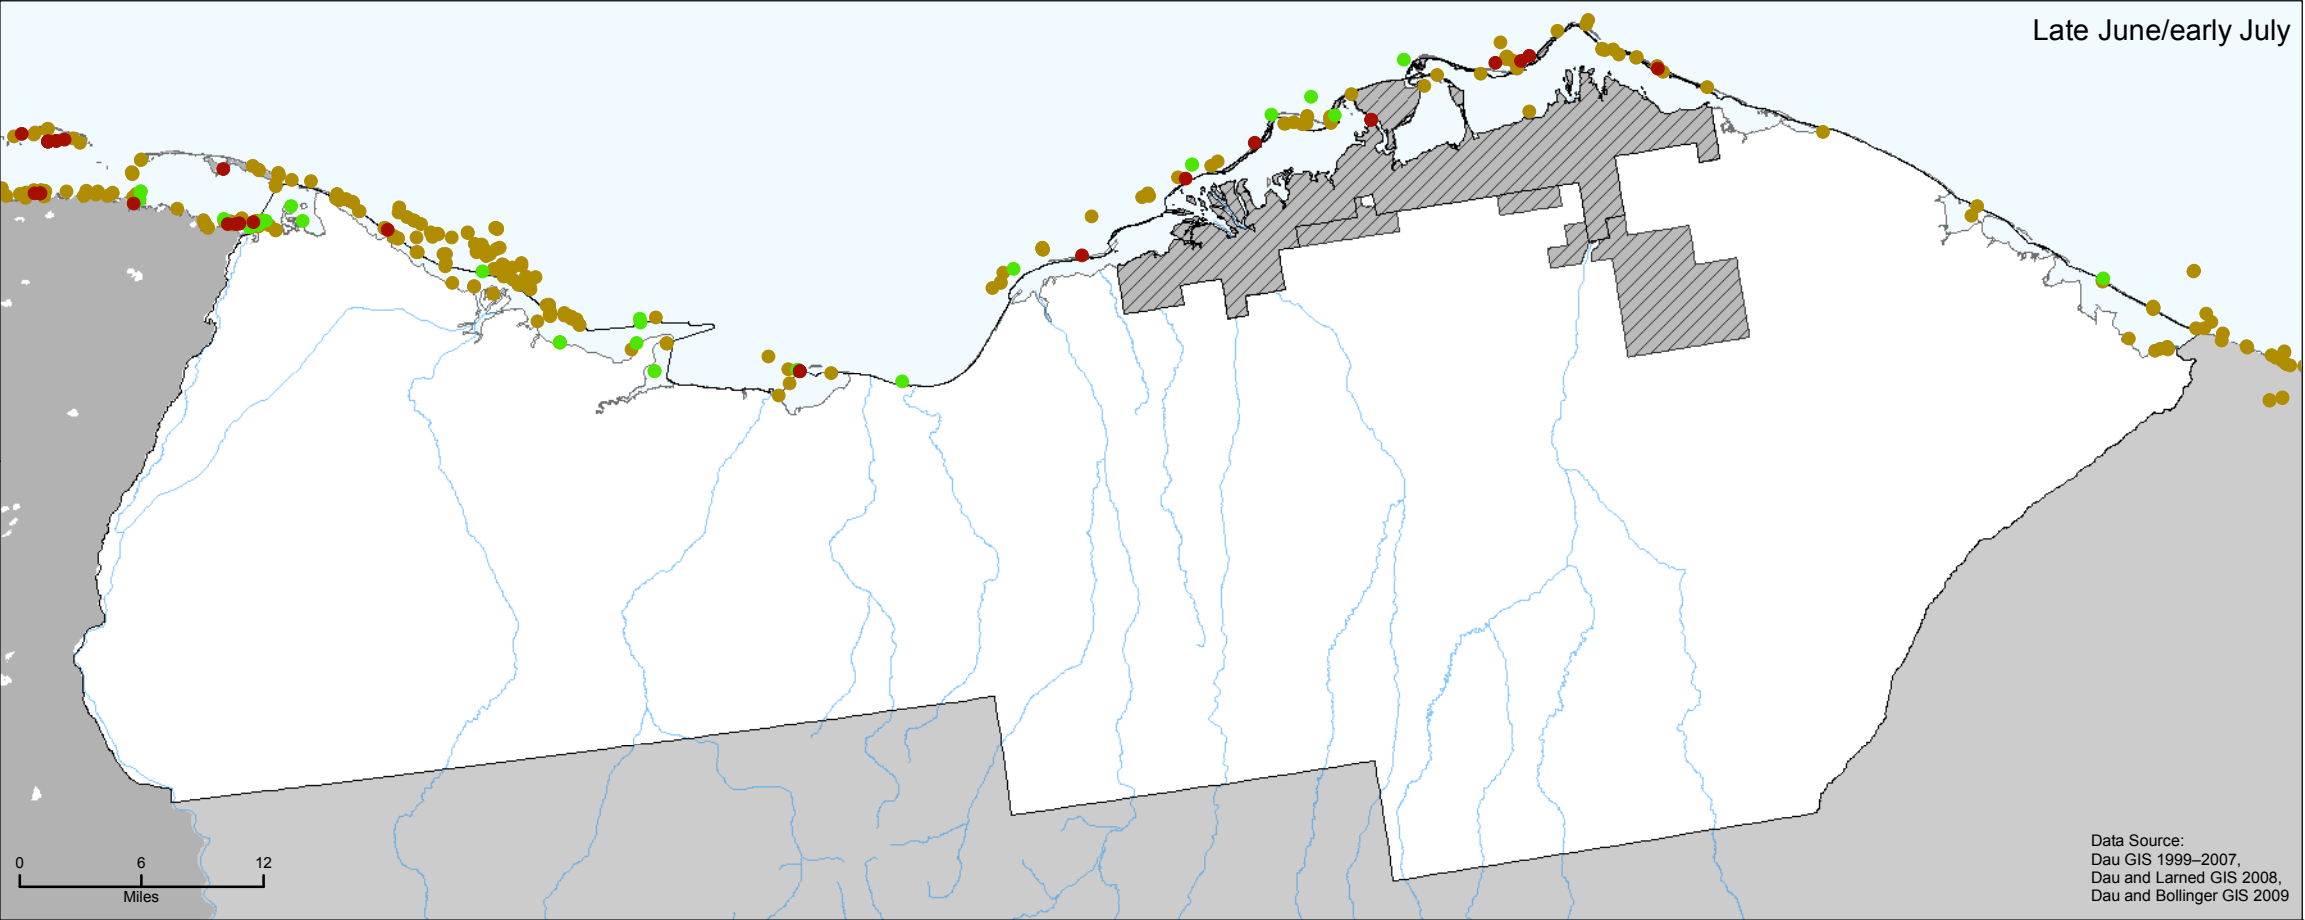 Late June/early July
0 6 12
Miles
Data Source:
Dau GIS 1999–2007,
Dau and Larned GIS 2008,
Dau and Bollinger GIS 2009